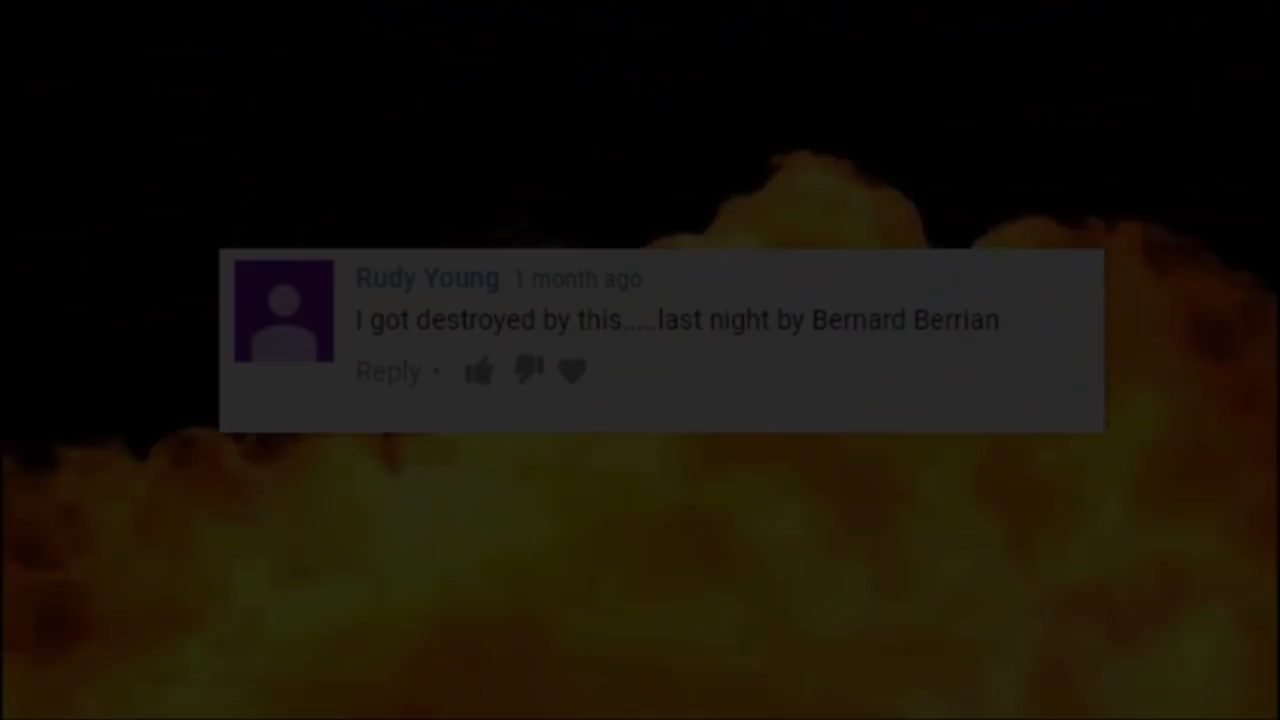 Rudy Young 1 month ago
I got destroyed by this.....last night by Bernard Berrian
Reply •